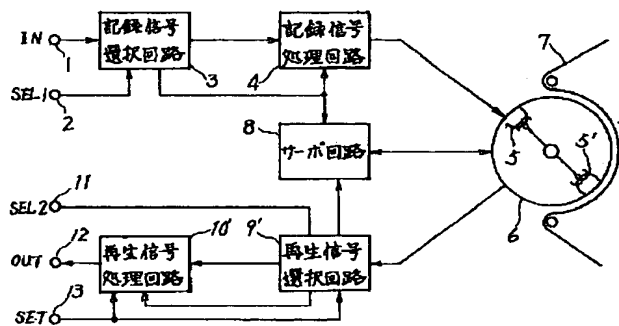 IN
1
SEL1
2
記録信号
選択回路
3
記録信号
処理回路
4
7
5
5'
6
8
サーボ回路
11
SEL2
12
OUT
13
SET
10'
再生信号
処理回路
9'
再生信号
選択回路